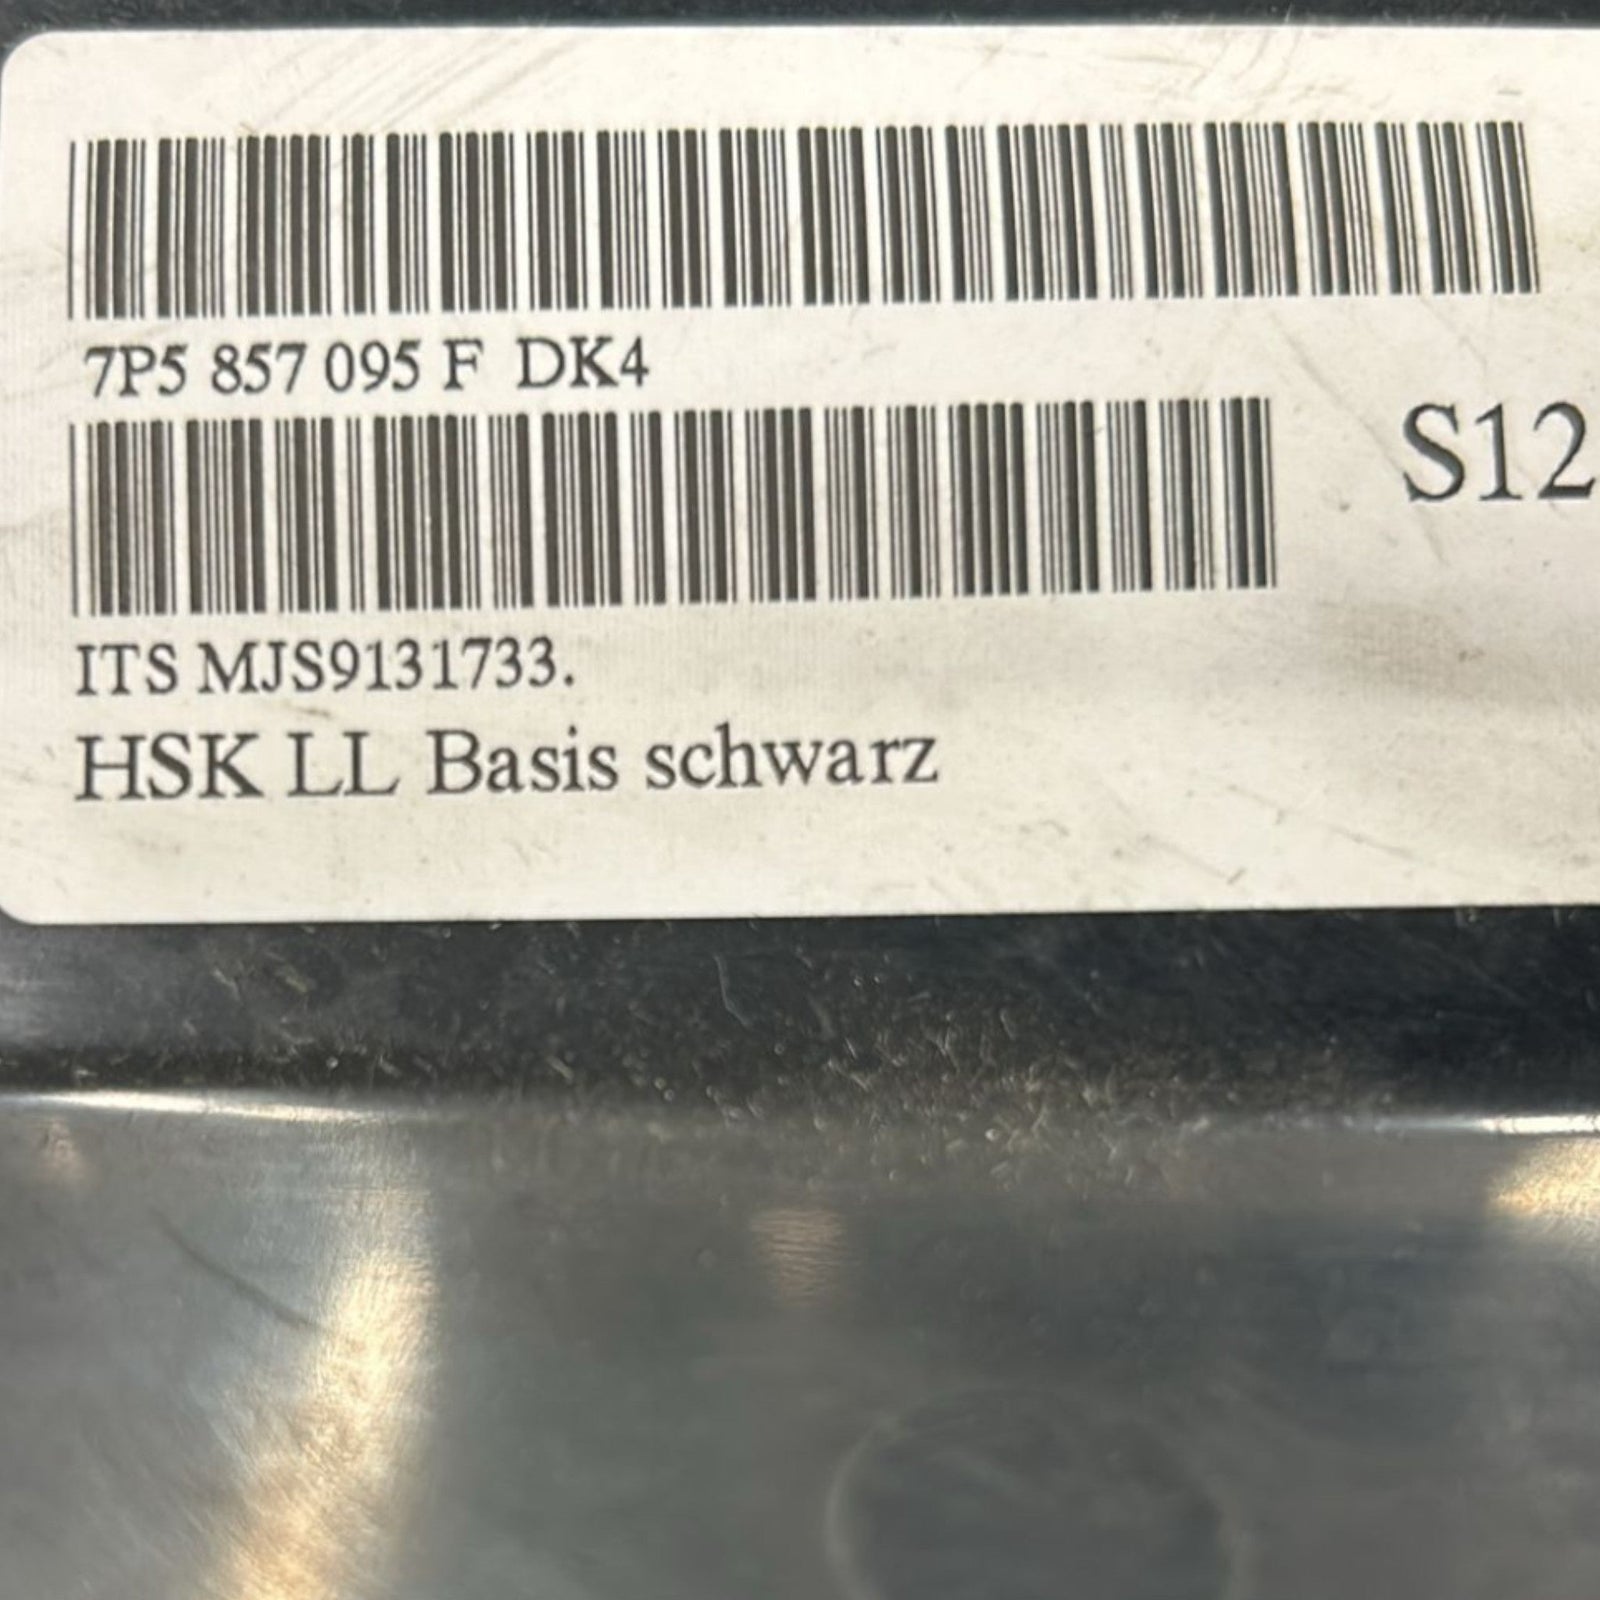 7P5 857 095 F DK4
S12
ITS MJS9131733.
HSK LL Basis schwarz